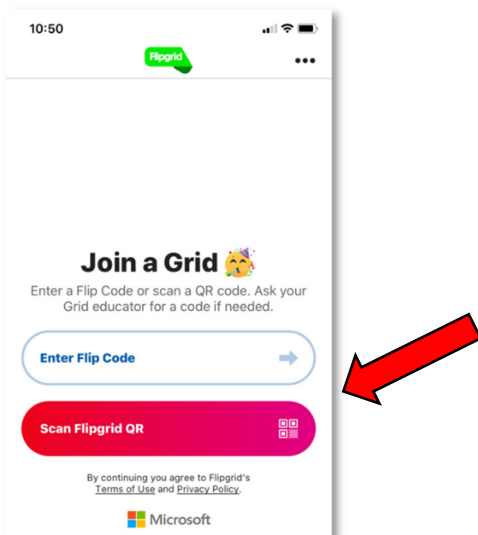 10:50
Flipgrid
Join a Grid 🥳
Enter a Flip Code or scan a QR code. Ask your
Grid educator for a code if needed.
Enter Flip Code
Scan Flipgrid QR
By continuing you agree to Flipgrid's
Terms of Use and Privacy Policy.
Microsoft